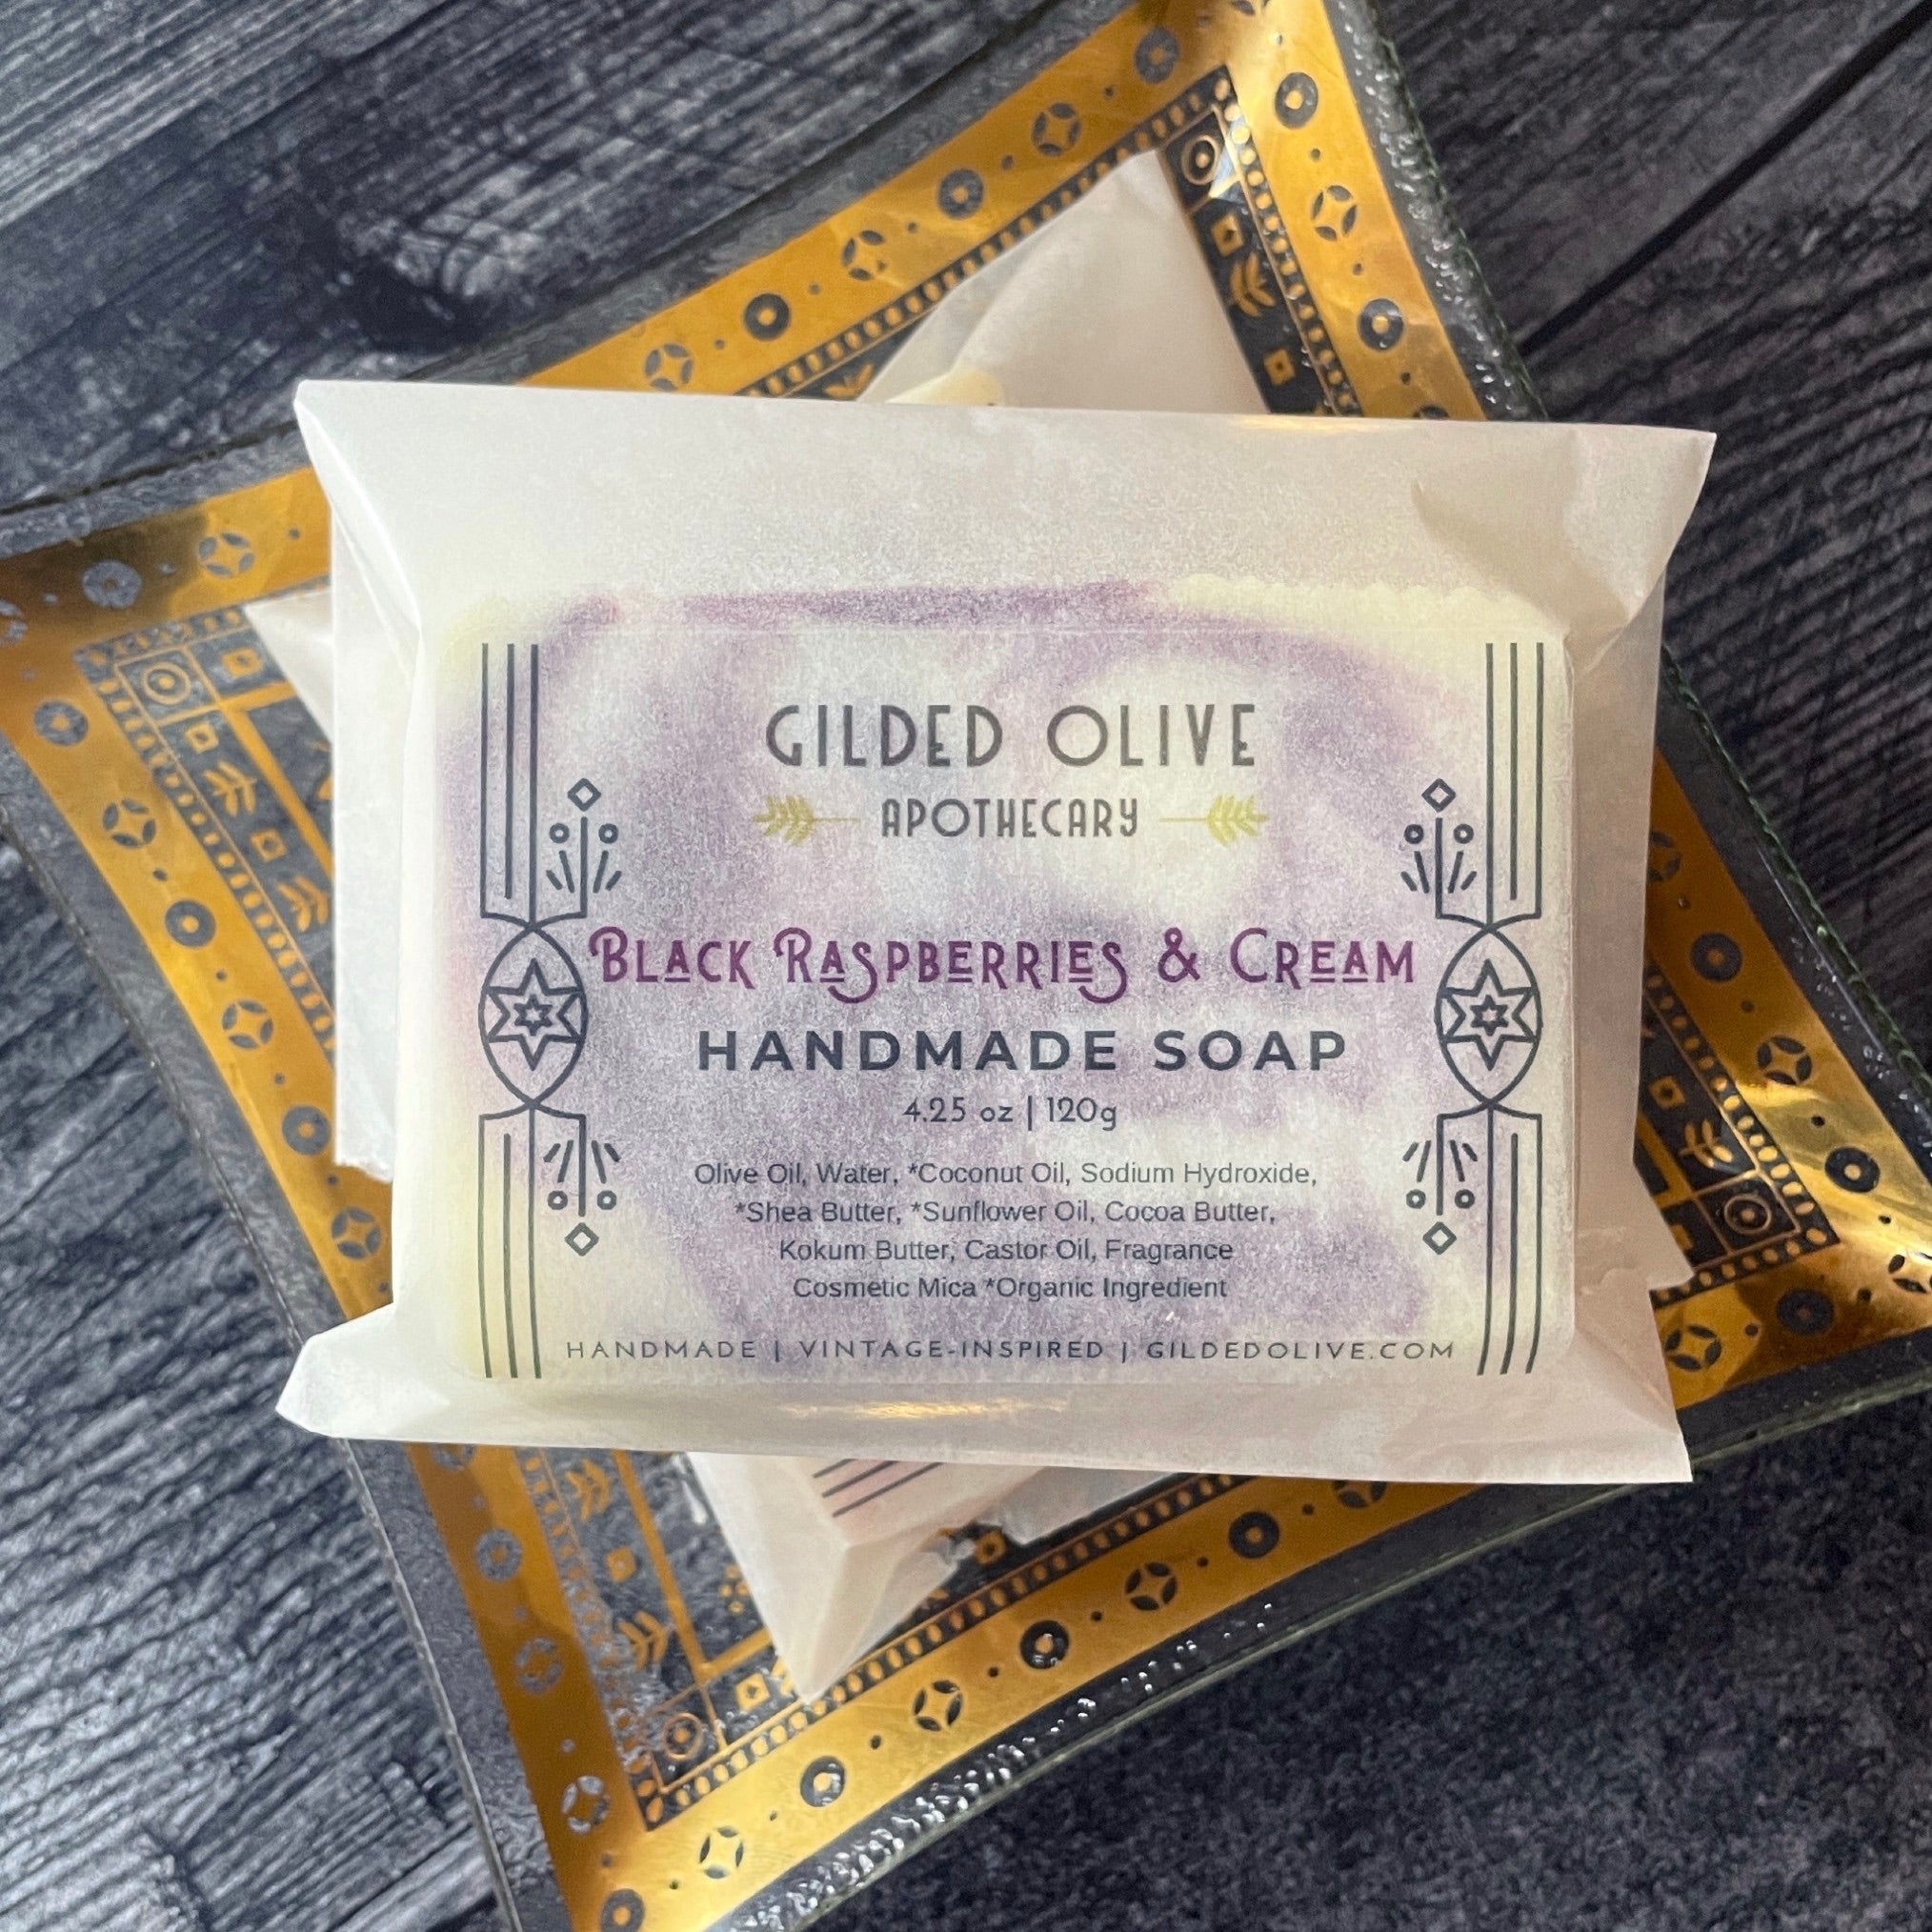 GILDED OLIVE
APOTHECARY
BLACK RASPBERRIES & CREAM
HANDMADE SOAP
4.25 oz | 120g
Olive Oil, Water, *Coconut Oil, Sodium Hydroxide,
*Shea Butter, *Sunflower Oil, Cocoa Butter,
Kokum Butter, Castor Oil, Fragrance
Cosmetic Mica *Organic Ingredient
HANDMADE | VINTAGE-INSPIRED | GILDEDOLIVE.COM